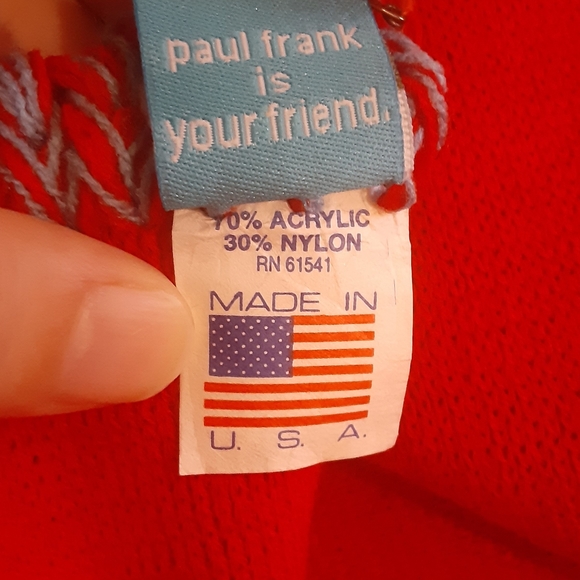 paul frank
is
your friend.
70% ACRYLIC
30% NYLON
RN 61541
MADE IN
U. S. A.